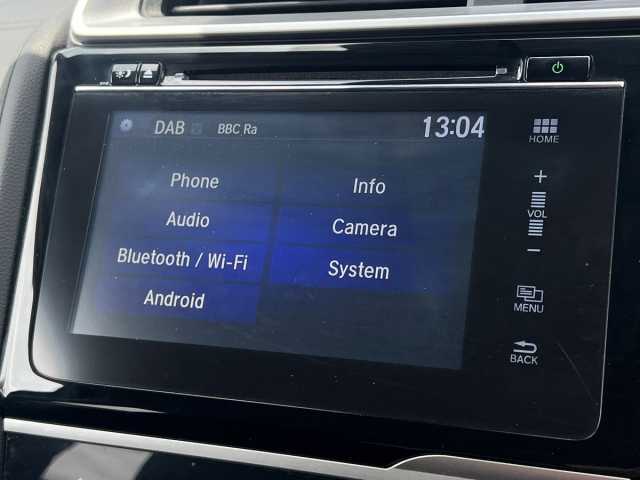 DAB BBC Ra 13:04
Phone Info
Audio Camera
Bluetooth / Wi-Fi System
Android
HOME
+
VOL
−
MENU
BACK